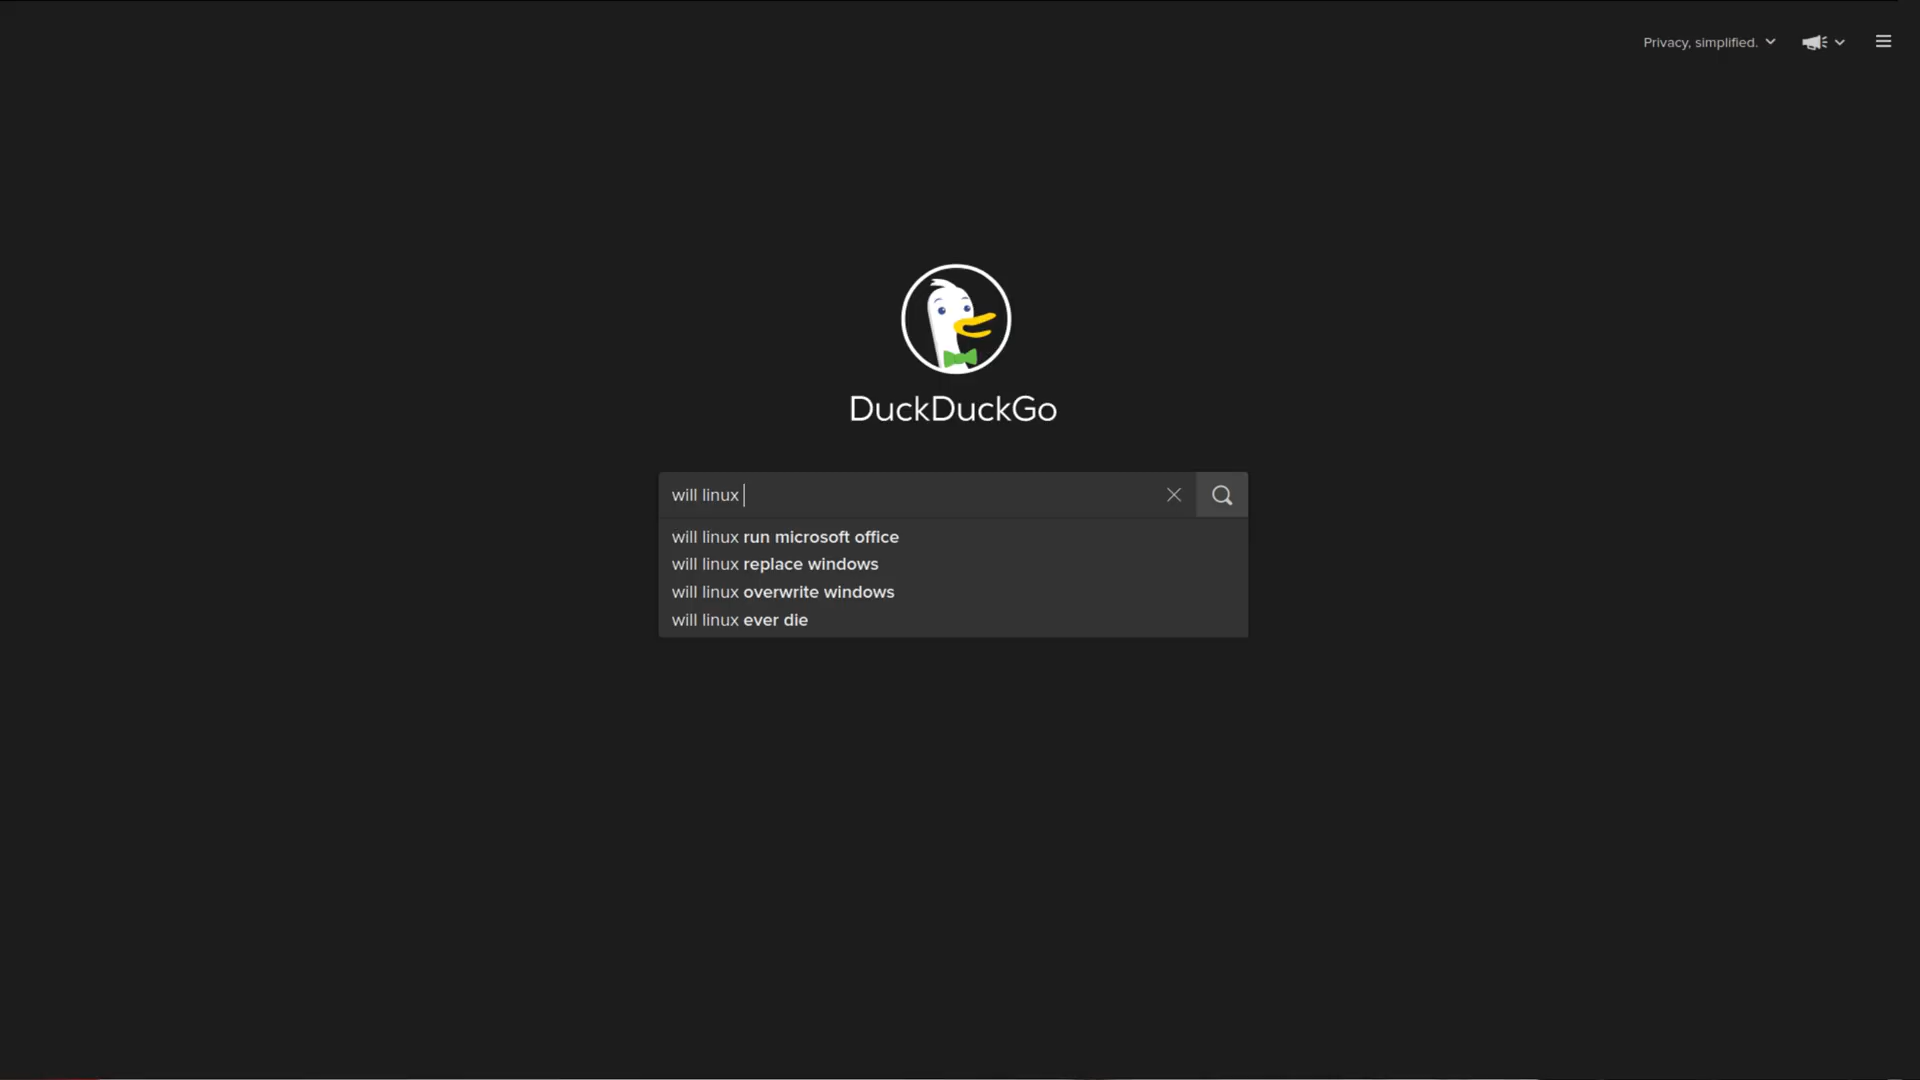 Privacy, simplified.
DuckDuckGo
will linux
will linux run microsoft office
will linux replace windows
will linux overwrite windows
will linux ever die